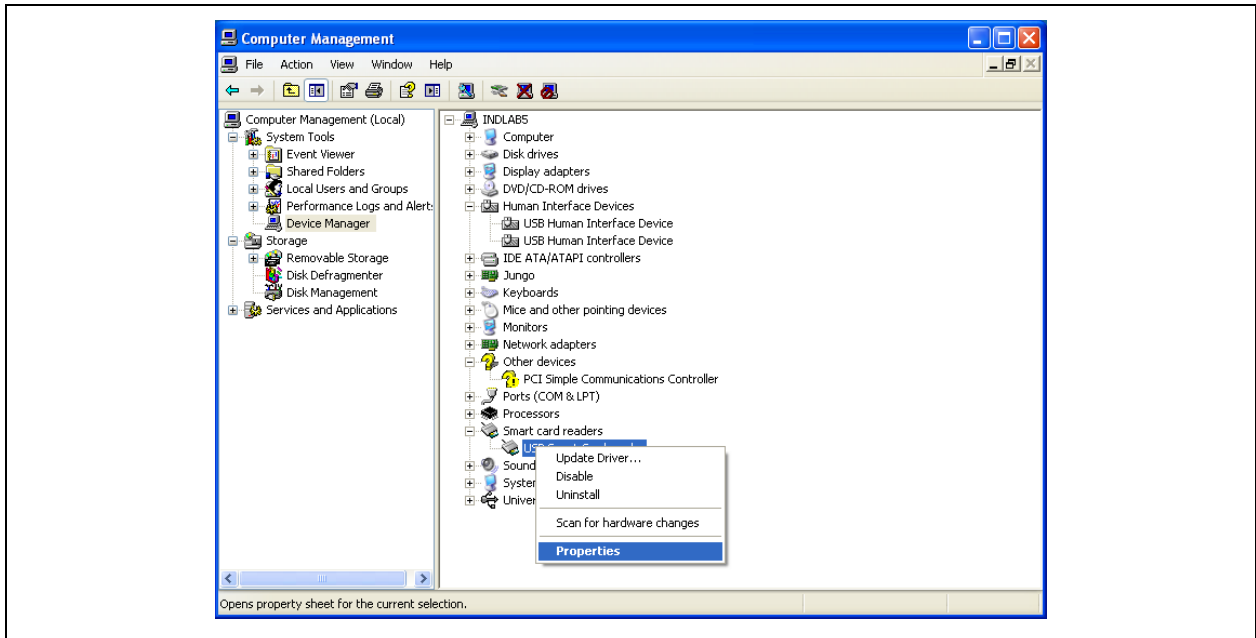 Computer Management
File Action View Window Help
Computer Management (Local)
System Tools
Event Viewer
Shared Folders
Local Users and Groups
Performance Logs and Alert
Device Manager
Storage
Removable Storage
Disk Defragmenter
Disk Management
Services and Applications
INDLAB5
Computer
Disk drives
Display adapters
DVD/CD-ROM drives
Human Interface Devices
USB Human Interface Device
USB Human Interface Device
IDE ATA/ATAPI controllers
Jungo
Keyboards
Mice and other pointing devices
Monitors
Network adapters
Other devices
PCI Simple Communications Controller
Ports (COM & LPT)
Processors
Smart card readers
Sound
Update Driver...
Disable
Uninstall
Scan for hardware changes
Properties
Opens property sheet for the current selection.